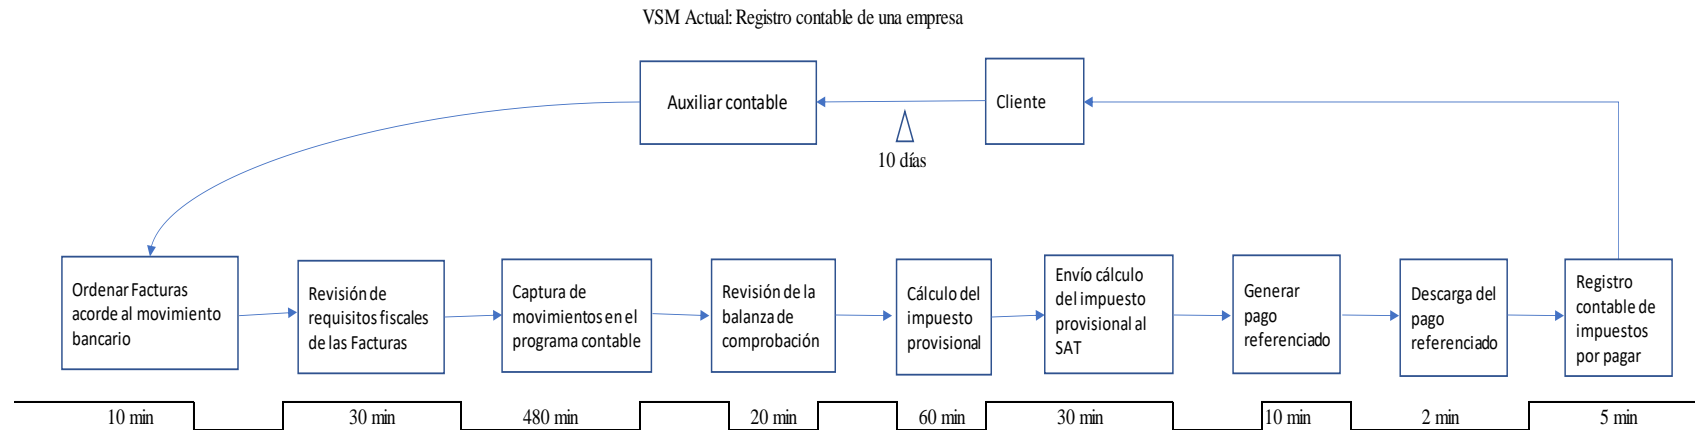 VSM Actual: Registro contable de una empresa
Auxiliar contable
Cliente
10 días
Ordenar Facturas
acorde al movimiento
bancario
Revisión de
requisitos fiscales
de las Facturas
Captura de
movimientos en el
programa contable
Revisión de la
balanza de
comprobación
Cálculo del
impuesto
provisional
Envío cálculo
del impuesto
provisional al
SAT
Generar
pago
referenciado
Descarga del
pago
referenciado
Registro
contable de
impuestos
por pagar
10 min
30 min
480 min
20 min
60 min
30 min
10 min
2 min
5 min